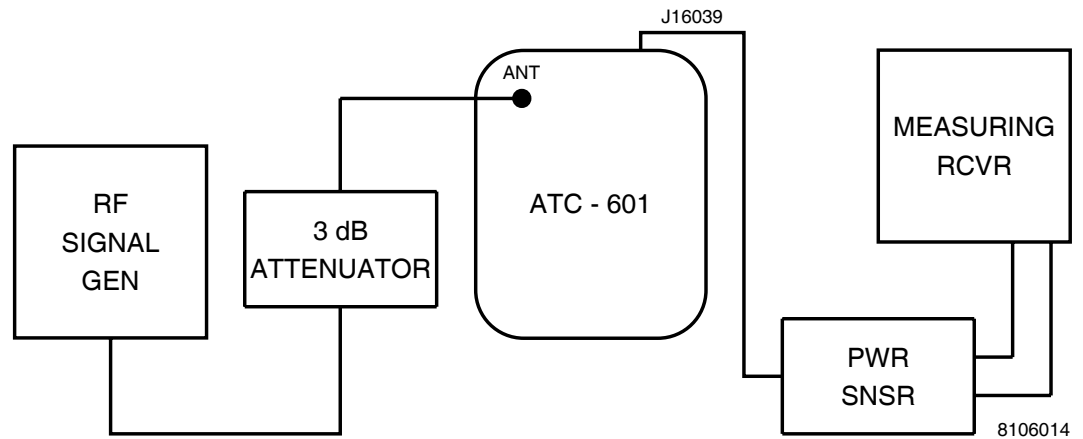 J16039
ANT
MEASURING
RCVR
RF
SIGNAL
GEN
3 dB
ATTENUATOR
ATC - 601
PWR
SNSR
8106014